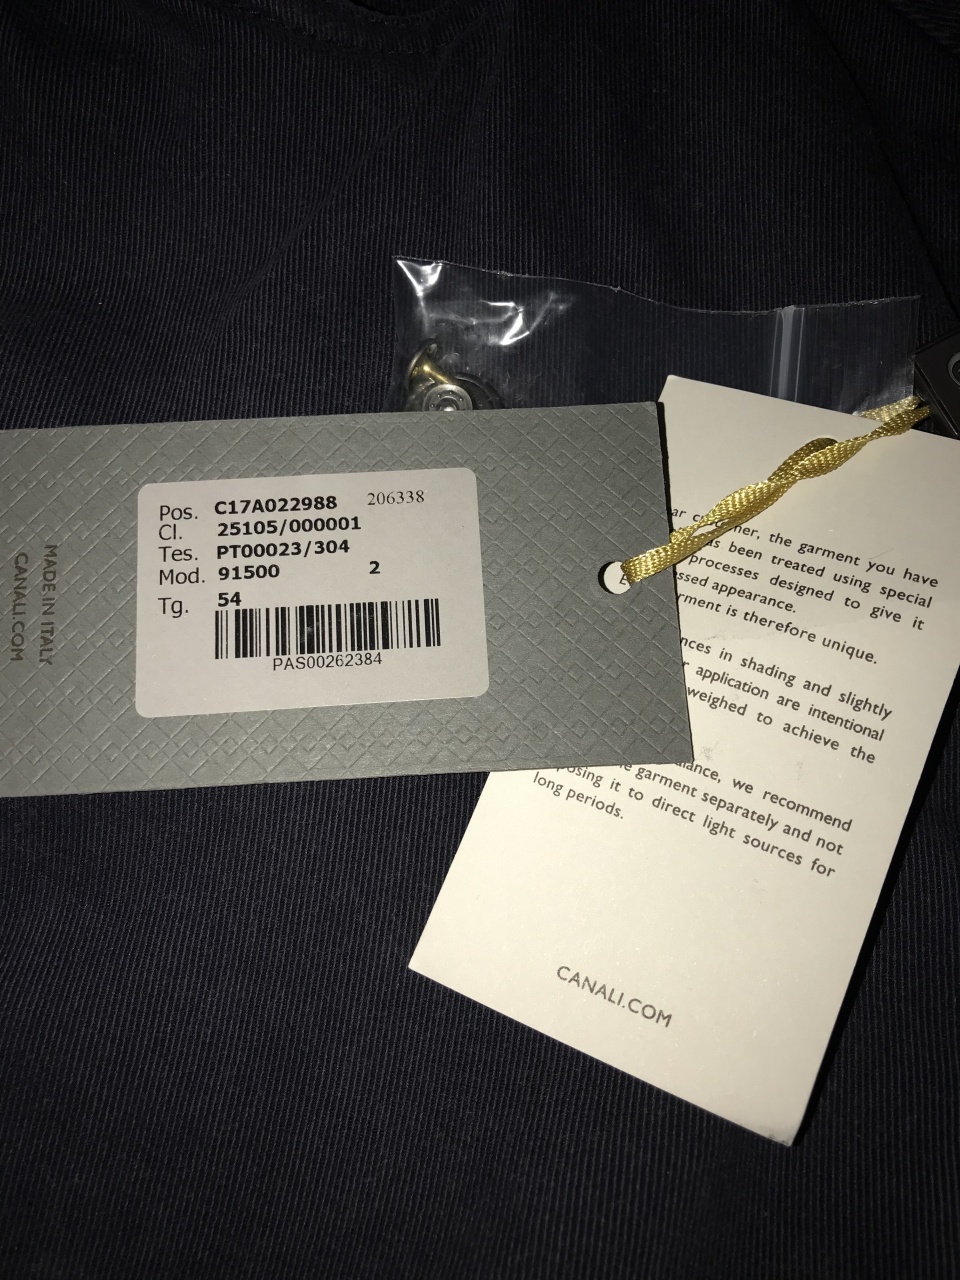 Pos. C17A022988 206338
Cl. 25105/000001
Tes. PT00023/304
Mod. 91500 2
Tg. 54
PAS00262384
MADE IN ITALY
CANALI.COM
the garment you have
been treated using special
processes designed to give it
appearance.
is therefore unique.
in shading and slightly
application are intentional
weighed to achieve the
we recommend
garment separately and not
it to direct light sources for
long periods.
CANALI.COM